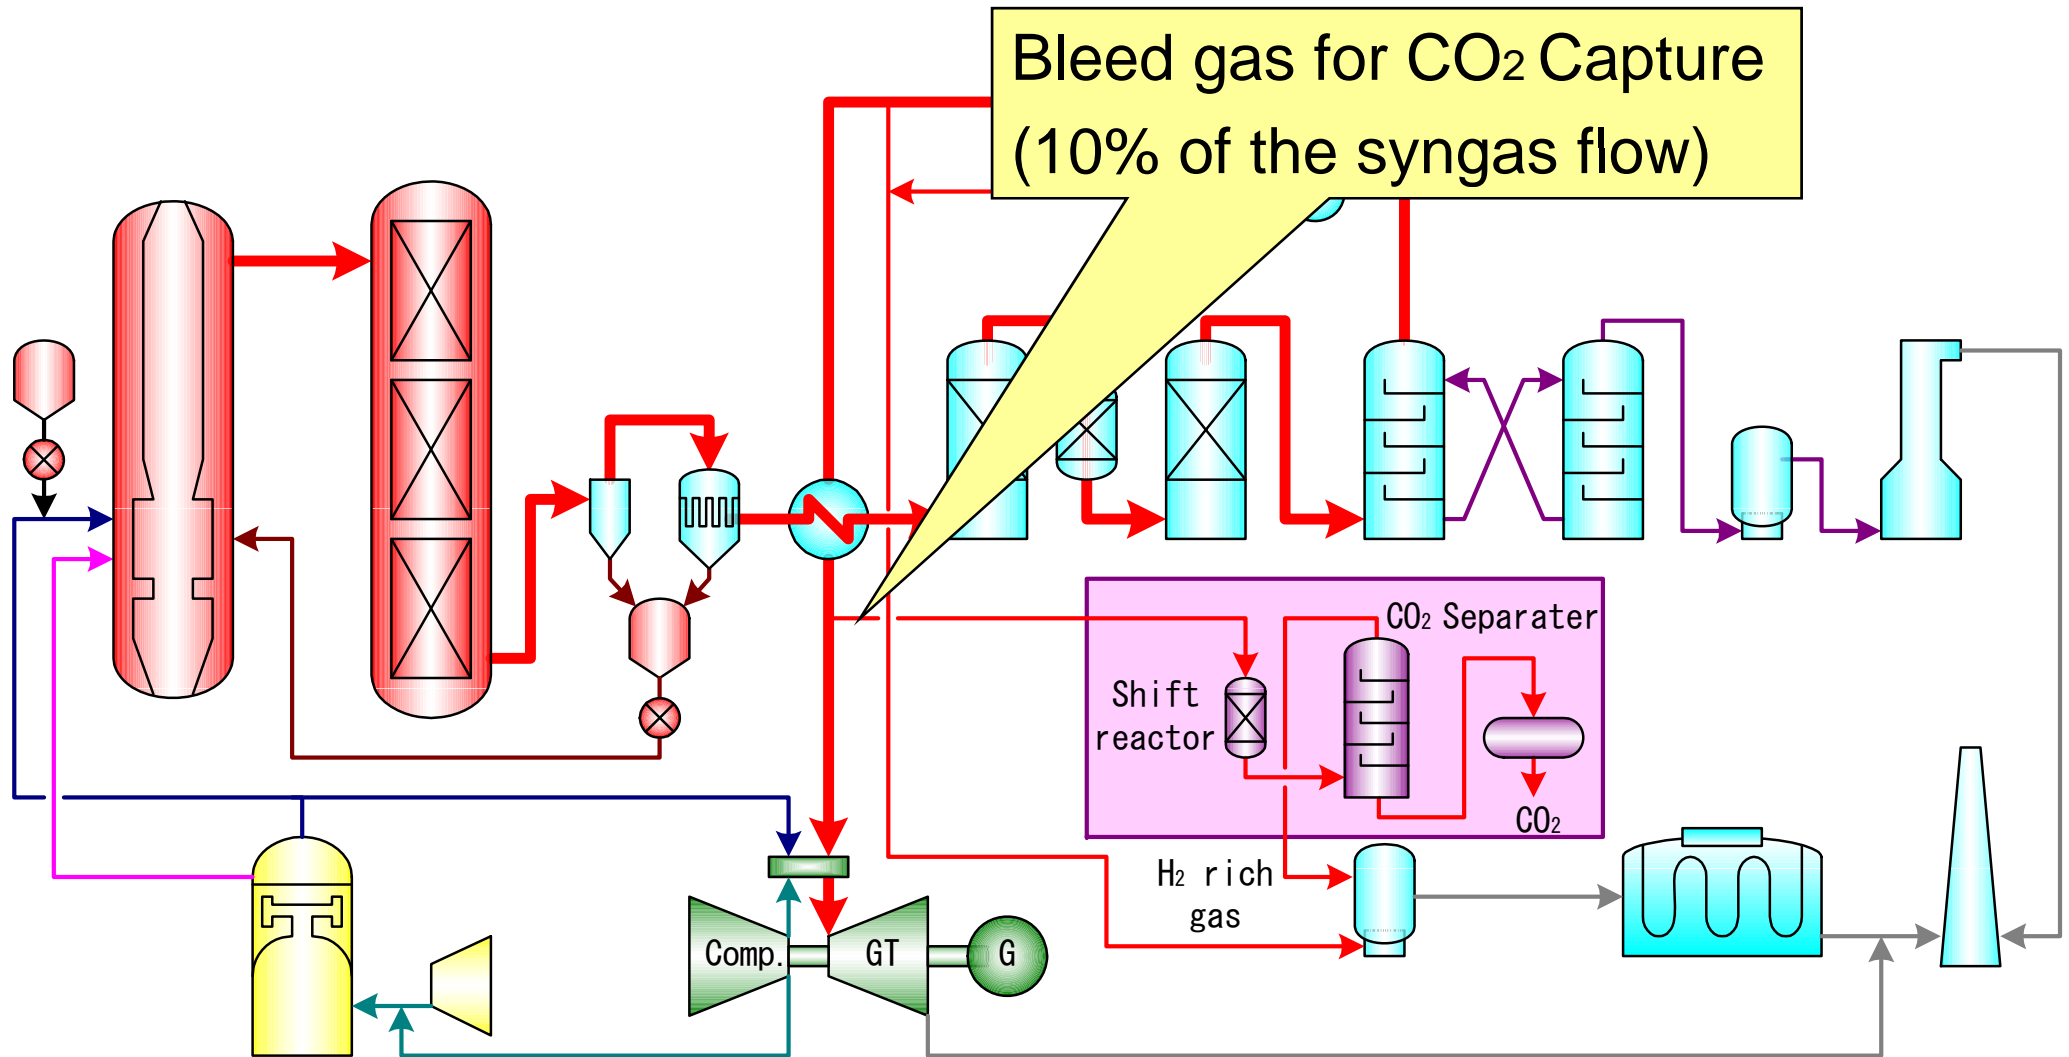 Bleed gas for CO₂ Capture
(10% of the syngas flow)
CO₂ Separater
Shift
reactor
CO₂
H₂ rich
gas
Comp.
GT
G